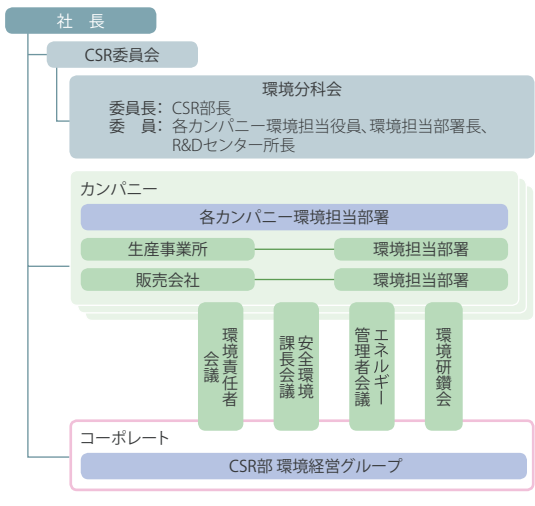 社　長
CSR委員会
環境分科会
委員長： CSR部長
委　員： 各カンパニー環境担当役員、環境担当部署長、
R&Dセンター所長
カンパニー
各カンパニー環境担当部署
生産事業所
環境担当部署
販売会社
環境担当部署
環境責任者
会議
安全環境
課長会議
エネルギー
管理者会議
環境研鑽会
コーポレート
CSR部 環境経営グループ